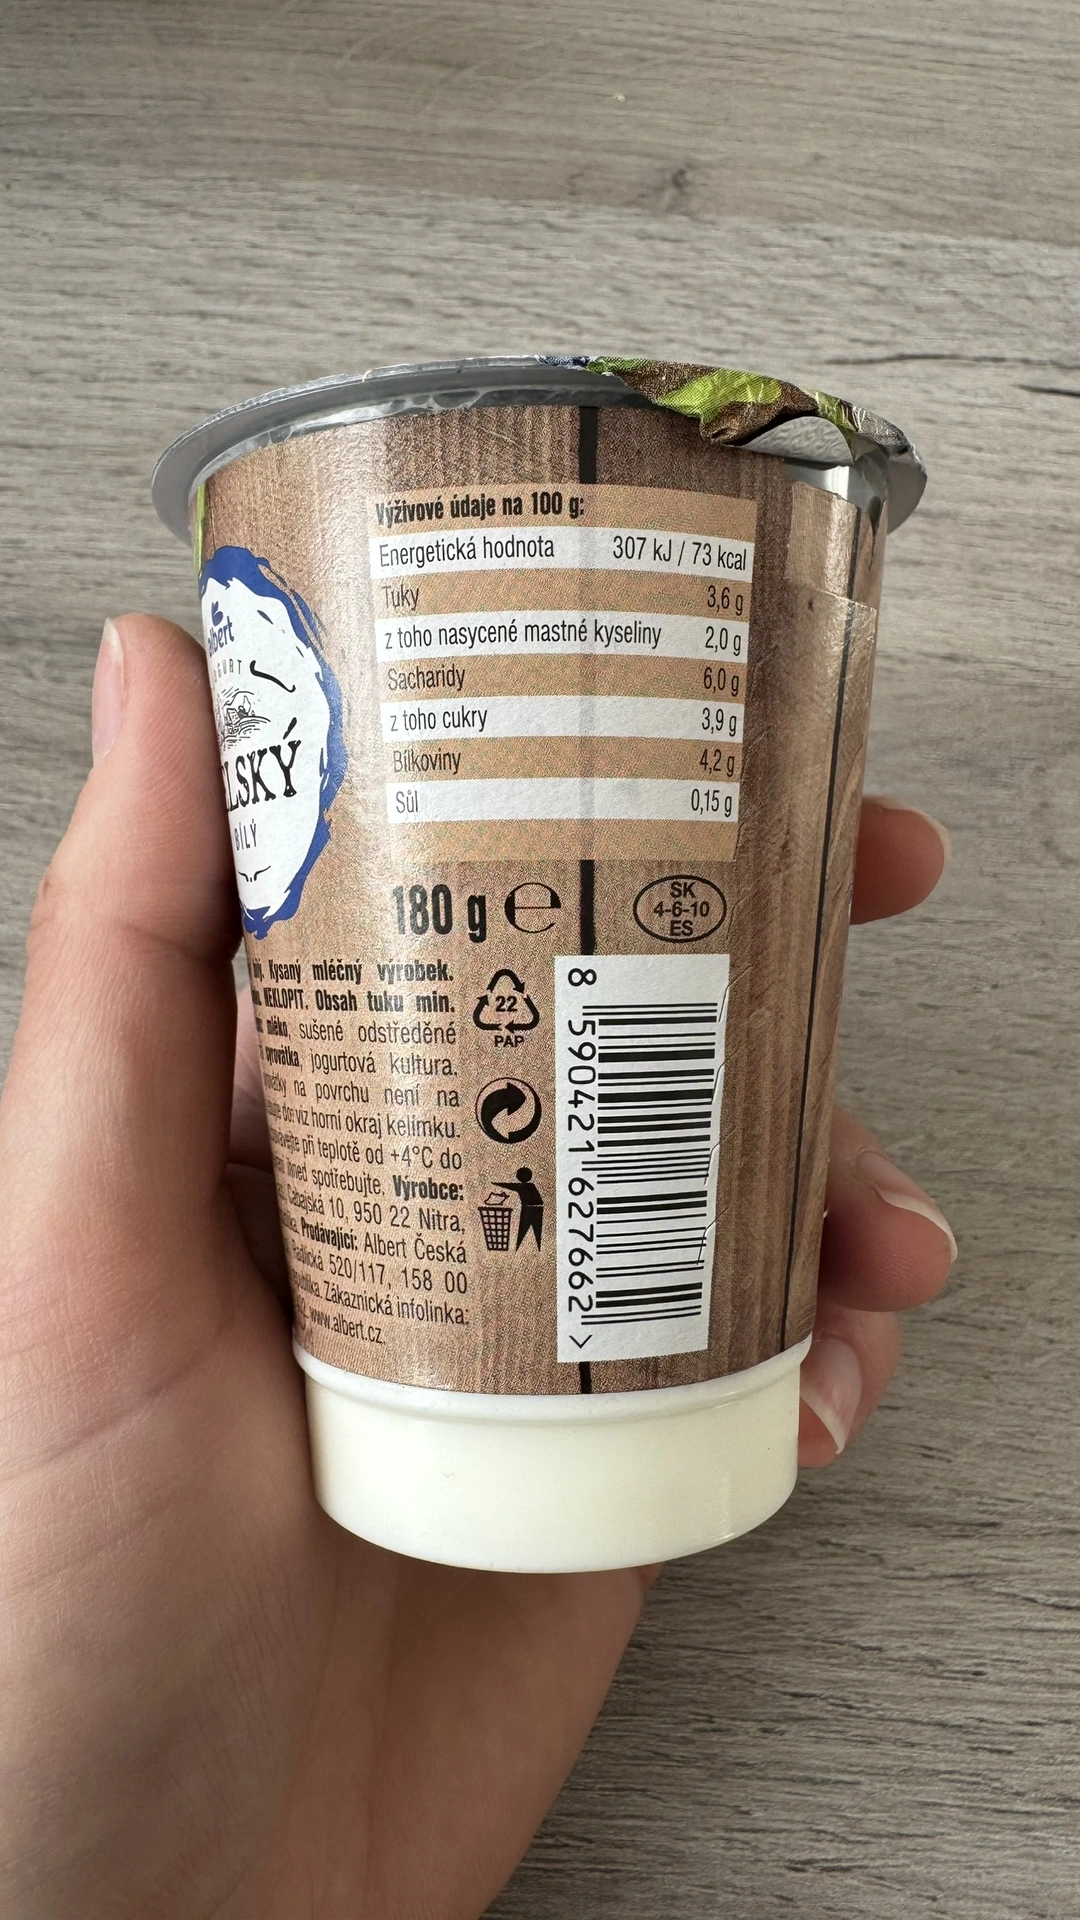 Výživové údaje na 100 g:
Energetická hodnota 307 kJ / 73 kcal
Tuky 3,6 g
z toho nasycené mastné kyseliny 2,0 g
Sacharidy 6,0 g
z toho cukry 3,9 g
Bílkoviny 4,2 g
Sůl 0,15 g
albert
BÍLÝ
180 g ℮
SK
4-6-10
ES
Kysaný mléčný výrobek.
NEKLOPIT. Obsah tuku min.
mléko, sušené odstředěné
syrovátka, jogurtová kultura.
na povrchu není na
viz horní okraj kelímku.
při teplotě od +4°C do
ihned spotřebujte. Výrobce:
Cabajská 10, 950 22 Nitra,
Prodávající: Albert Česká
Radlická 520/117, 158 00
Zákaznická infolinka:
www.albert.cz
22
PAP
8 590421 627662 >